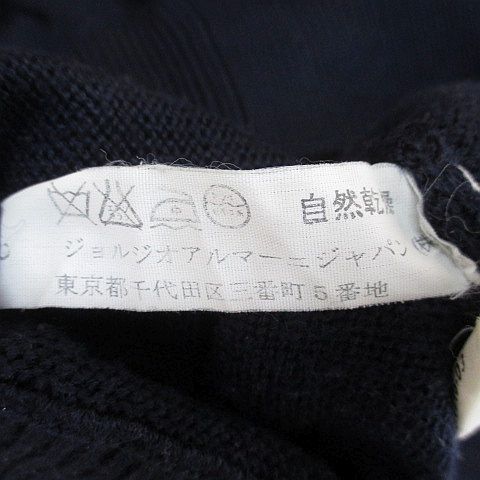 自然乾燥
ジョルジオアルマーニジャパン㈱
東京都千代田区三番町5番地